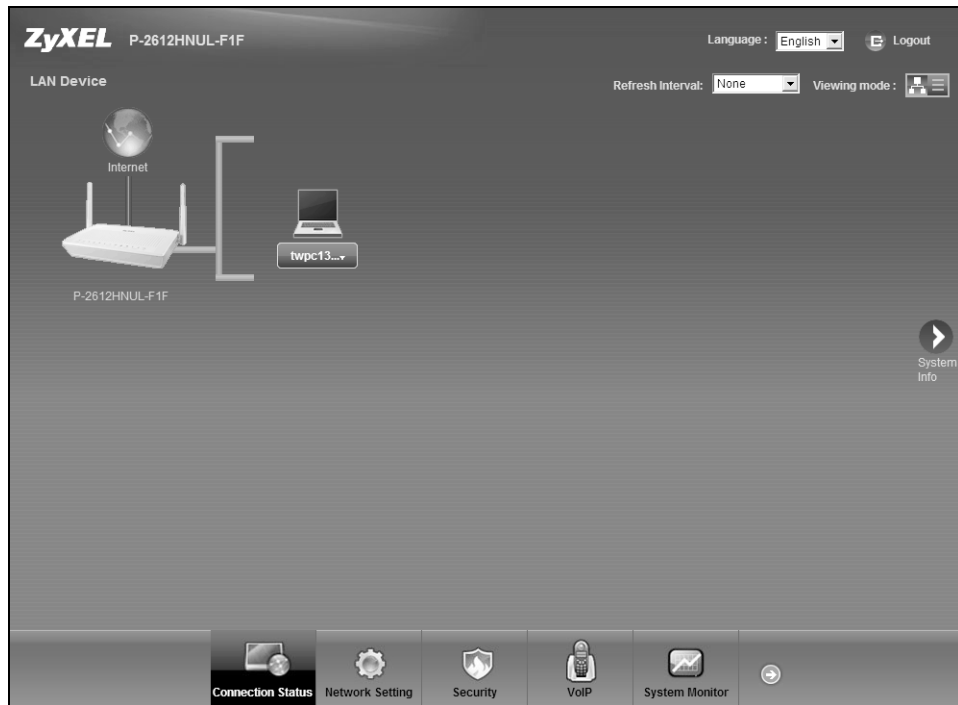 ZyXEL P-2612HNUL-F1F
Language : English
Logout
LAN Device
Refresh Interval: None
Viewing mode :
Internet
twpc13...
P-2612HNUL-F1F
System
Info
Connection Status
Network Setting
Security
VoIP
System Monitor